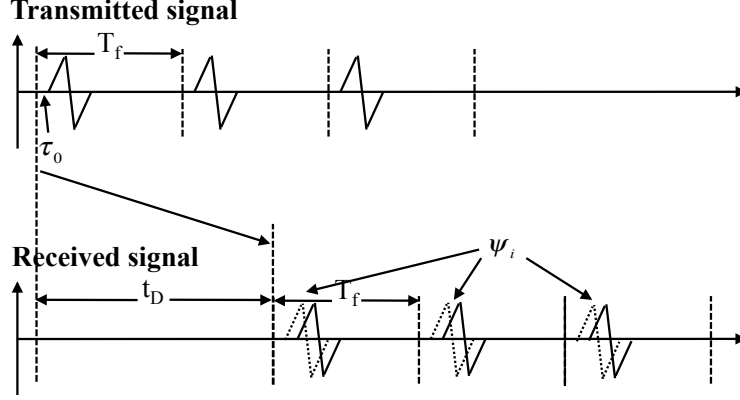 Transmitted signal
T_f
τ_0
ψ_i
Received signal
t_D
T_f